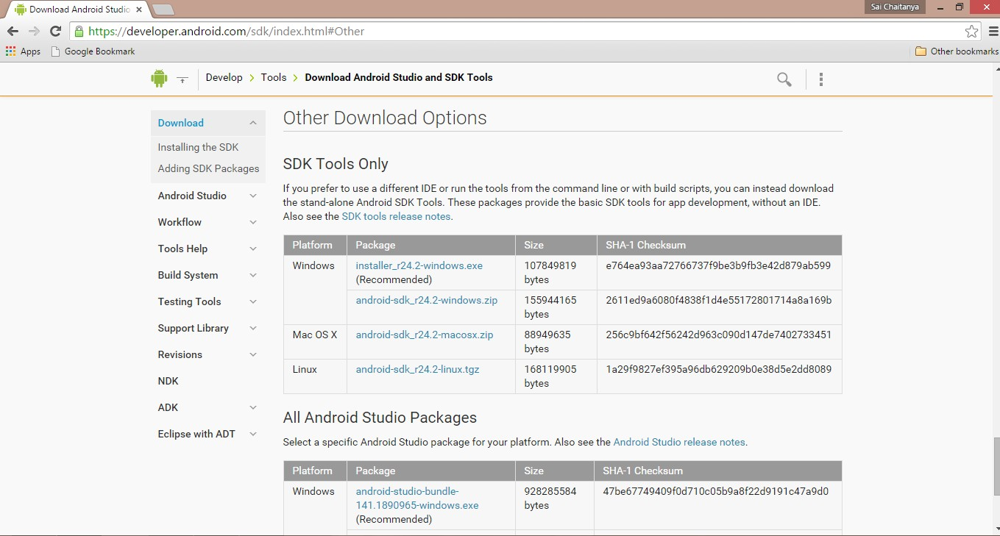 Download Android Studio
Sai Chaitanya
https://developer.android.com/sdk/index.html#Other
Apps
Google Bookmark
Other bookmarks
Develop
Tools
Download Android Studio and SDK Tools
Download
Installing the SDK
Adding SDK Packages
Android Studio
Workflow
Tools Help
Build System
Testing Tools
Support Library
Revisions
NDK
ADK
Eclipse with ADT
Other Download Options
SDK Tools Only
If you prefer to use a different IDE or run the tools from the command line or with build scripts, you can instead download
the stand-alone Android SDK Tools. These packages provide the basic SDK tools for app development, without an IDE.
Also see the SDK tools release notes.
Platform Package Size SHA-1 Checksum
Windows installer_r24.2-windows.exe 107849819 e764ea93aa72766737f9be3b9fb3e42d879ab599
(Recommended) bytes
android-sdk_r24.2-windows.zip 155944165 2611ed9a6080f4838f1d4e55172801714a8a169b
bytes
Mac OS X android-sdk_r24.2-macosx.zip 88949635 256c9bf642f56242d963c090d147de7402733451
bytes
Linux android-sdk_r24.2-linux.tgz 168119905 1a29f9827ef395a96db629209b0e38d5e2dd8089
bytes
All Android Studio Packages
Select a specific Android Studio package for your platform. Also see the Android Studio release notes.
Platform Package Size SHA-1 Checksum
Windows android-studio-bundle- 928285584 47be67749409f0d710c05b9a8f22d9191c47a9d0
141.1890965-windows.exe bytes
(Recommended)